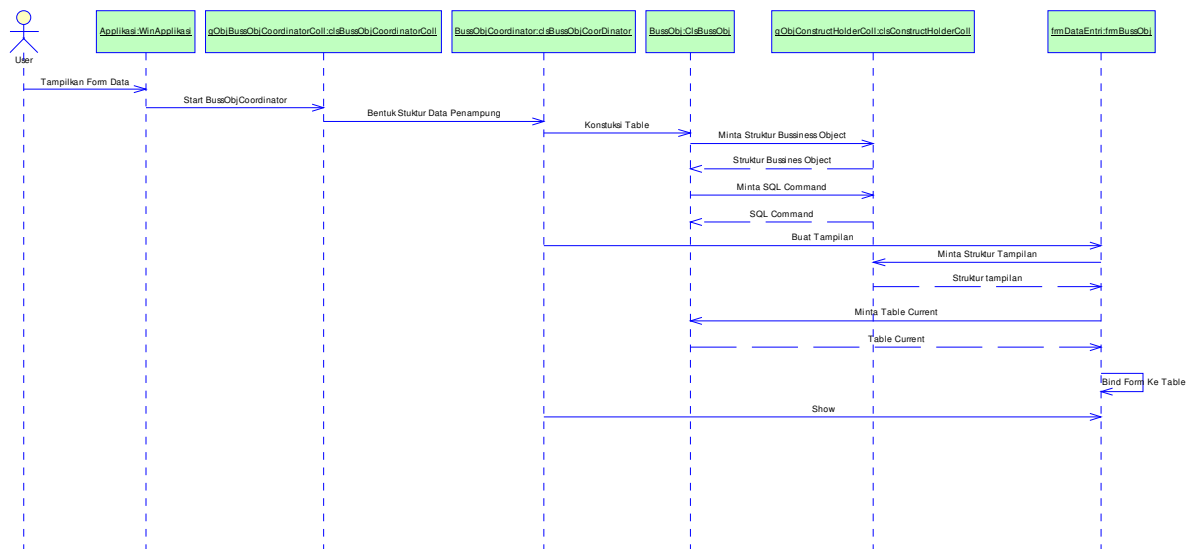 Applikasi:WinApplikasi
gObjBussObjCoordinatorColl:clsBussObjCoordinatorColl
BussObjCoordinator:clsBussObjCoorDinator
BussObj:ClsBussObj
gObjConstructHolderColl:clsConstructHolderColl
frmDataEntri:frmBussObj
User
Tampilkan Form Data
Start BussObjCoordinator
Bentuk Stuktur Data Penampung
Konstuksi Table
Minta Struktur Bussiness Object
Struktur Bussines Object
Minta SQL Command
SQL Command
Buat Tampilan
Minta Struktur Tampilan
Struktur tampilan
Minta Table Current
Table Current
Bind Form Ke Table
Show